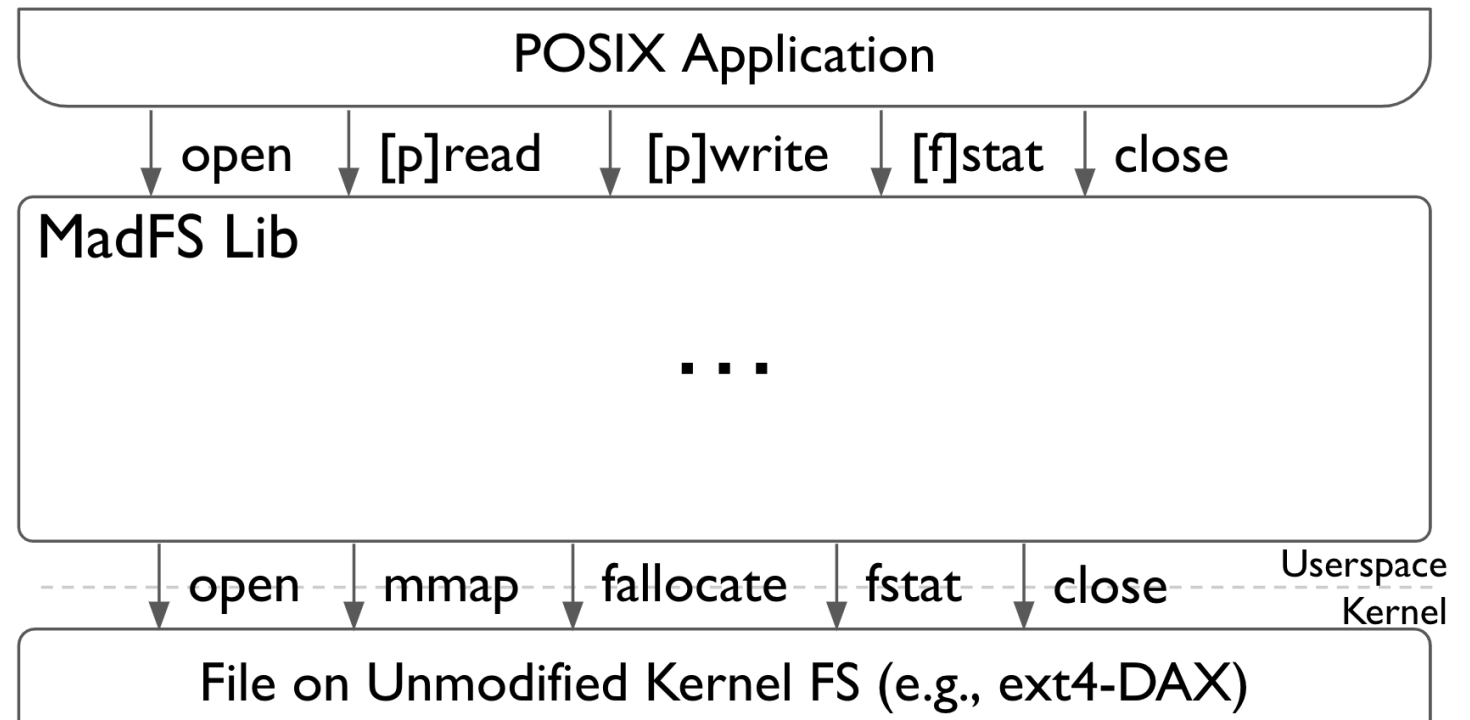 POSIX Application
open [p]read [p]write [f]stat close
MadFS Lib
...
Userspace
open mmap fallocate fstat close
Kernel
File on Unmodified Kernel FS (e.g., ext4-DAX)